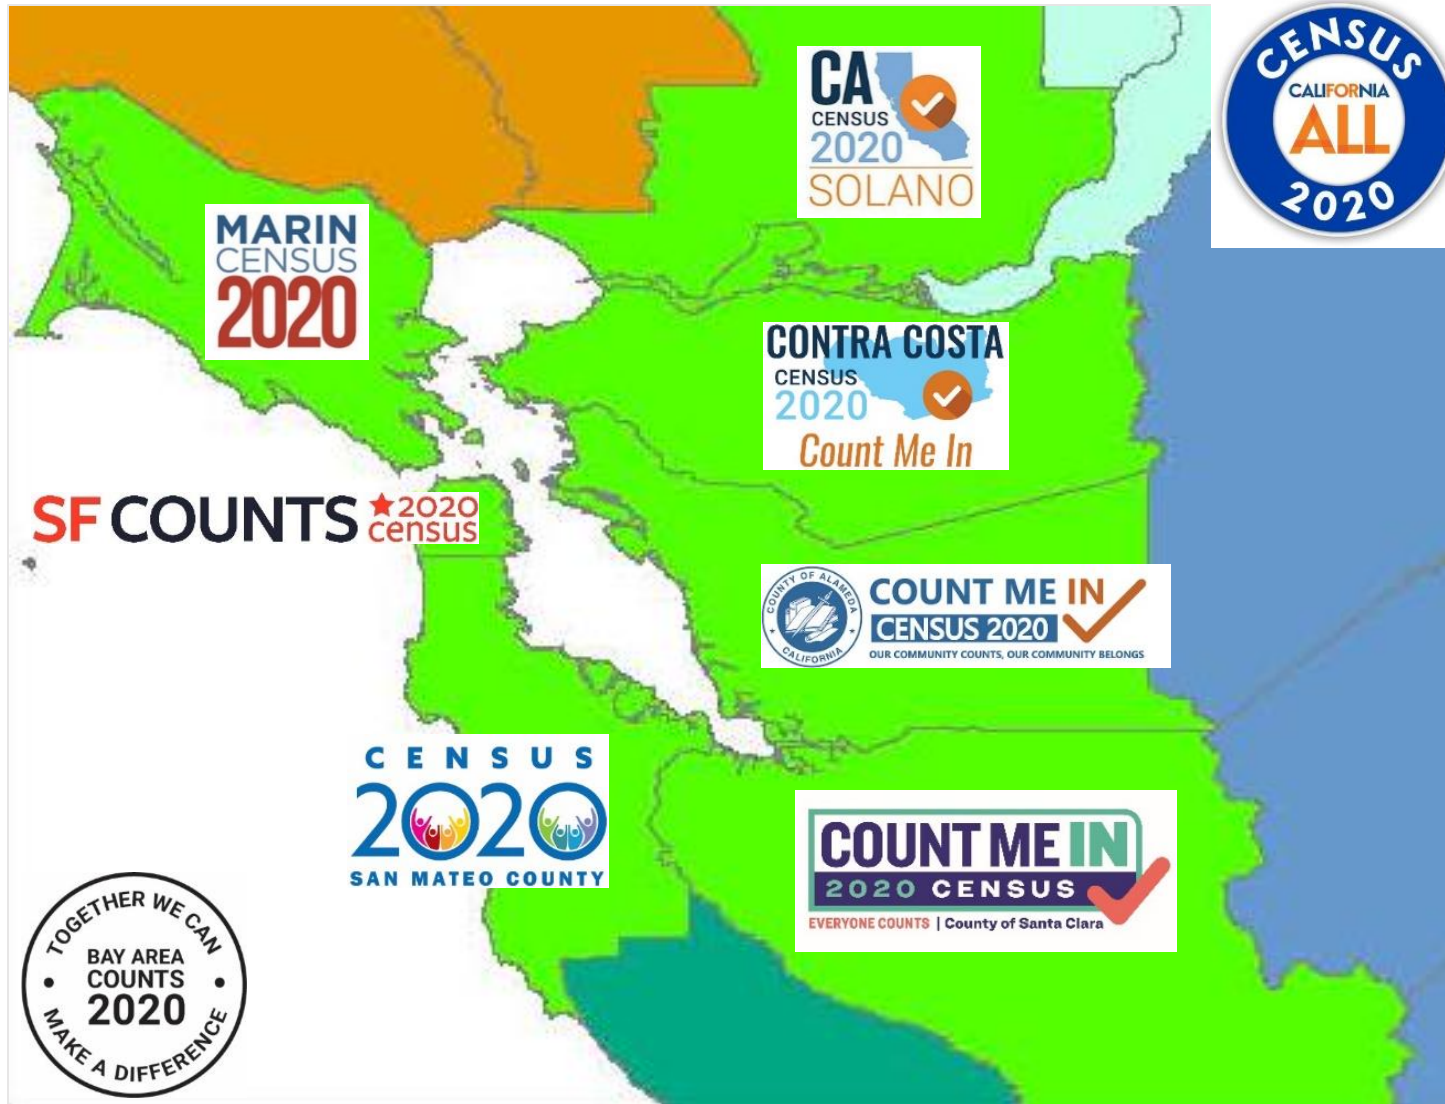 CENSUS
CALIFORNIA
ALL
2020
CA
CENSUS
2020
SOLANO
MARIN
CENSUS
2020
CONTRA COSTA
CENSUS
2020
Count Me In
SF COUNTS 2020
census
COUNTY OF ALAMEDA
CALIFORNIA
COUNT ME IN
CENSUS 2020
OUR COMMUNITY COUNTS, OUR COMMUNITY BELONGS
CENSUS
2020
SAN MATEO COUNTY
COUNT ME IN
2020 CENSUS
EVERYONE COUNTS | County of Santa Clara
TOGETHER WE CAN
BAY AREA
COUNTS
2020
MAKE A DIFFERENCE